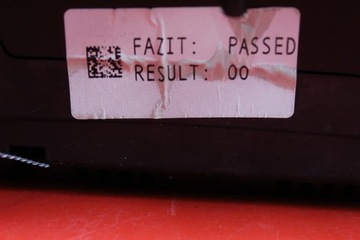 FAZIT: PASSED
RESULT: 00